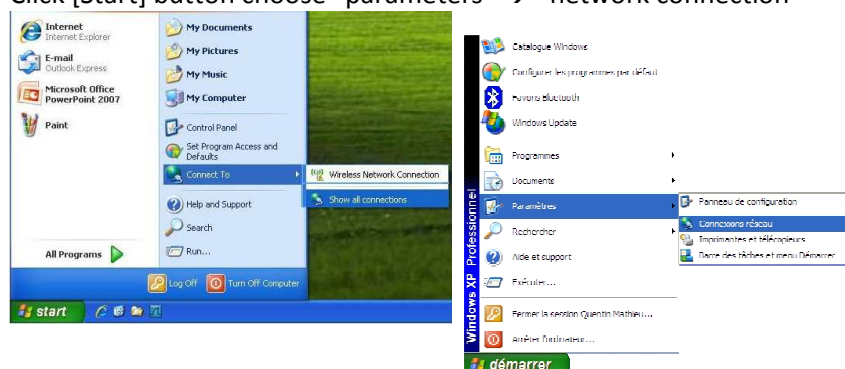 Click [Start] button choose "parameters" → "network connection"
Internet
Internet Explorer
E-mail
Outlook Express
Microsoft Office
PowerPoint 2007
Paint
All Programs
My Documents
My Pictures
My Music
My Computer
Control Panel
Set Program Access and
Defaults
Connect To
Help and Support
Search
Run...
Wireless Network Connection
Show all connections
Log Off
Turn Off Computer
start
Catalogue Windows
Configurer les programmes par défaut
Favoris Bluetooth
Windows Update
Programmes
Documents
Paramètres
Rechercher
Aide et support
Exécuter...
Fermer la session Quentin Mathieu...
Arrêter l'ordinateur...
Panneau de configuration
Connexions réseau
Imprimantes et télécopieurs
Barre des tâches et menu Démarrer
Windows XP Professionnel
démarrer